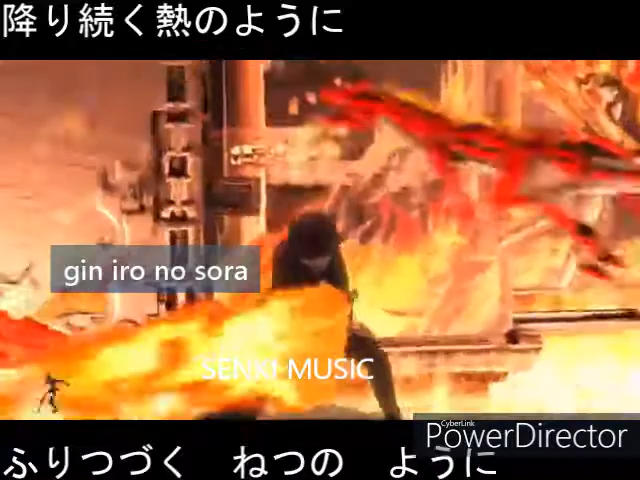 降り続く熱のように
gin iro no sora
SENKI MUSIC
CyberLink
PowerDirector
ふりつづく　ねつの　ように